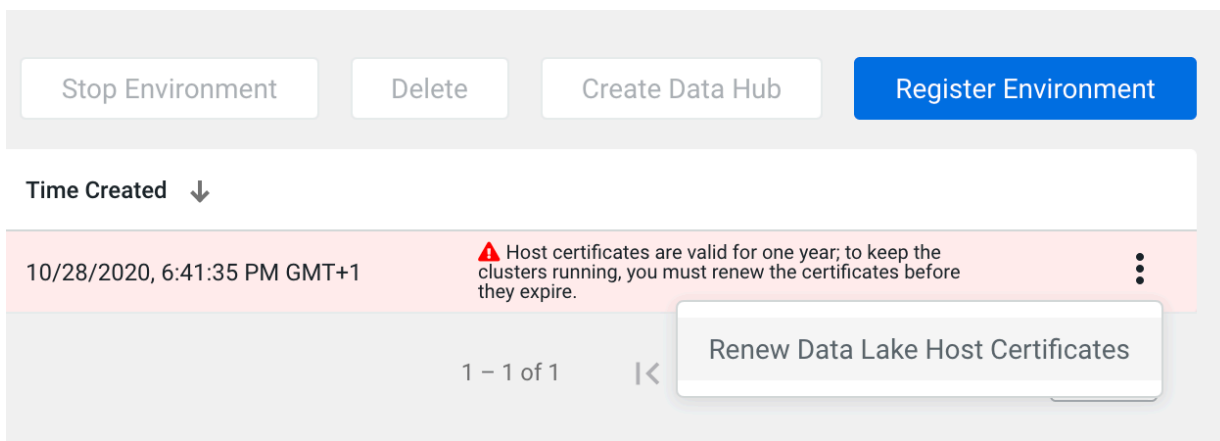 Stop Environment
Delete
Create Data Hub
Register Environment
Time Created
10/28/2020, 6:41:35 PM GMT+1
Host certificates are valid for one year; to keep the
clusters running, you must renew the certificates before
they expire.
Renew Data Lake Host Certificates
1 – 1 of 1